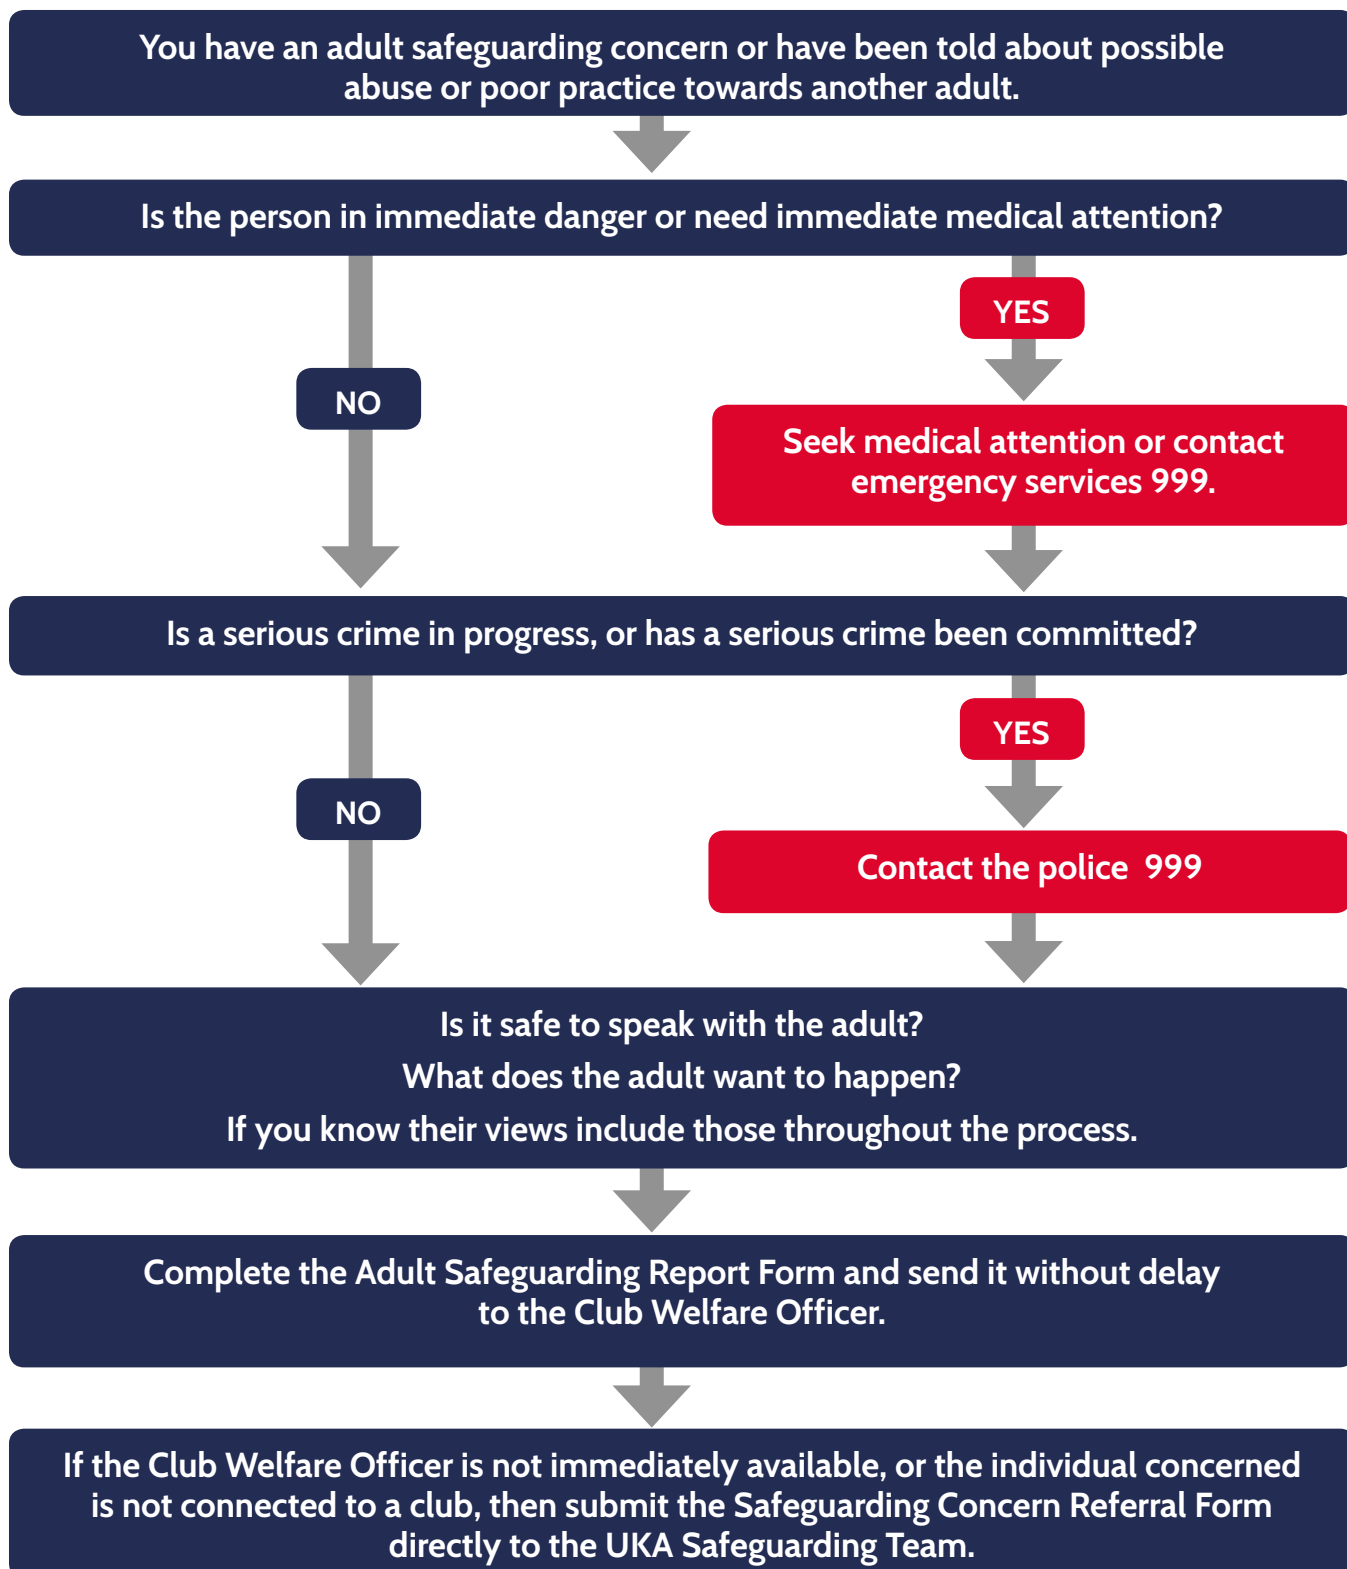 You have an adult safeguarding concern or have been told about possible
abuse or poor practice towards another adult.
Is the person in immediate danger or need immediate medical attention?
YES
NO
Seek medical attention or contact
emergency services 999.
Is a serious crime in progress, or has a serious crime been committed?
YES
NO
Contact the police 999
Is it safe to speak with the adult?
What does the adult want to happen?
If you know their views include those throughout the process.
Complete the Adult Safeguarding Report Form and send it without delay
to the Club Welfare Officer.
If the Club Welfare Officer is not immediately available, or the individual concerned
is not connected to a club, then submit the Safeguarding Concern Referral Form
directly to the UKA Safeguarding Team.